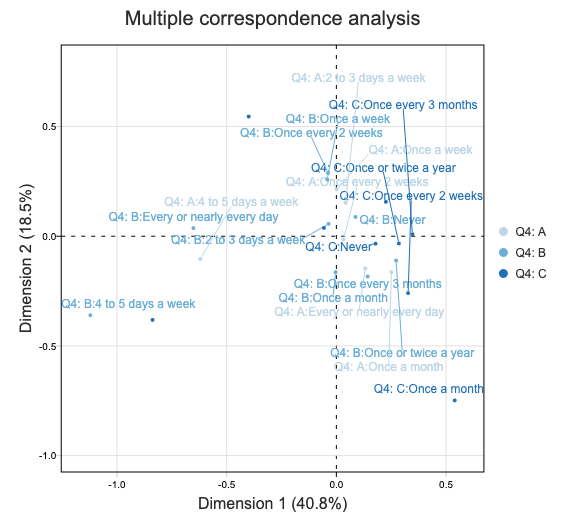 Multiple correspondence analysis
Q4: A:2 to 3 days a week
Q4: C:Once every 3 months
Q4: B:Once a week
Q4: B:Once every 2 weeks
Q4: A:Once a week
Q4: C:Once or twice a year
Q4: A:Once every 2 weeks
Q4: C:Once every 2 weeks
Q4: A:4 to 5 days a week
Q4: B:Every or nearly every day
Q4: B:Never
Q4: B:2 to 3 days a week
Q4: C:Never
Q4: B:Once every 3 months
Q4: B:Once a month
Q4: A:Every or nearly every day
Q4: B:4 to 5 days a week
Q4: B:Once or twice a year
Q4: A:Once a month
Q4: C:Once a month
0.5
0.0
-0.5
-1.0
Dimension 2 (18.5%)
-1.0
-0.5
0.0
0.5
Dimension 1 (40.8%)
Q4: A
Q4: B
Q4: C